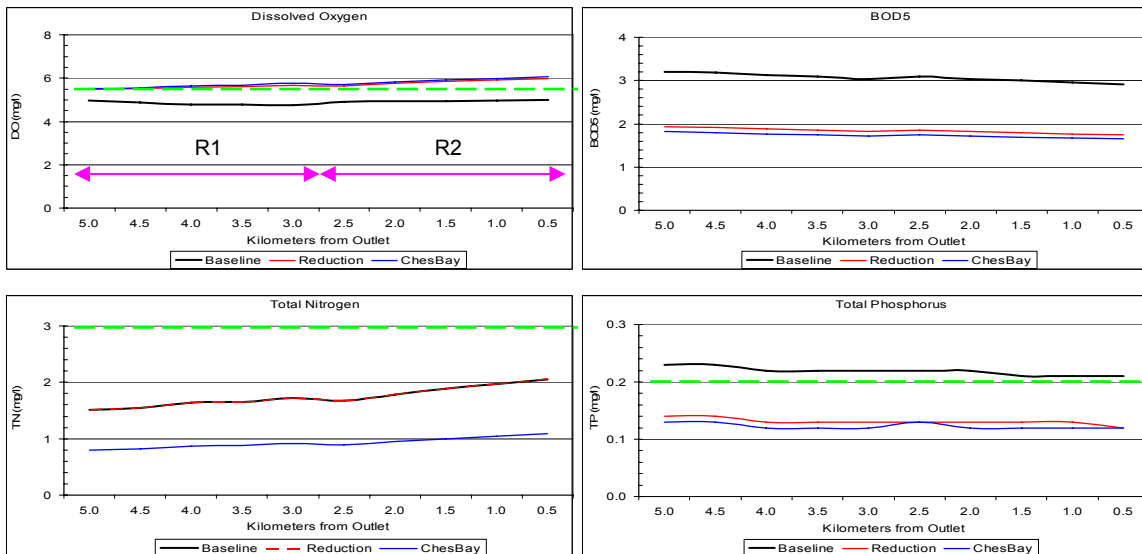 Dissolved Oxygen
DO(mg/l)
8
6
4
2
0
R1
R2
5.0 4.5 4.0 3.5 3.0 2.5 2.0 1.5 1.0 0.5
Kilometers from Outlet
Baseline Reduction ChesBay
BOD5
BOD5(mg/l)
4
3
2
1
0
5.0 4.5 4.0 3.5 3.0 2.5 2.0 1.5 1.0 0.5
Kilometers from Outlet
Baseline Reduction ChesBay
Total Nitrogen
TN(mg/l)
3
2
1
0
5.0 4.5 4.0 3.5 3.0 2.5 2.0 1.5 1.0 0.5
Kilometers from Outlet
Baseline Reduction ChesBay
Total Phosphorus
TP(mg/l)
0.3
0.2
0.1
0.0
5.0 4.5 4.0 3.5 3.0 2.5 2.0 1.5 1.0 0.5
Kilometers from Outlet
Baseline Reduction ChesBay